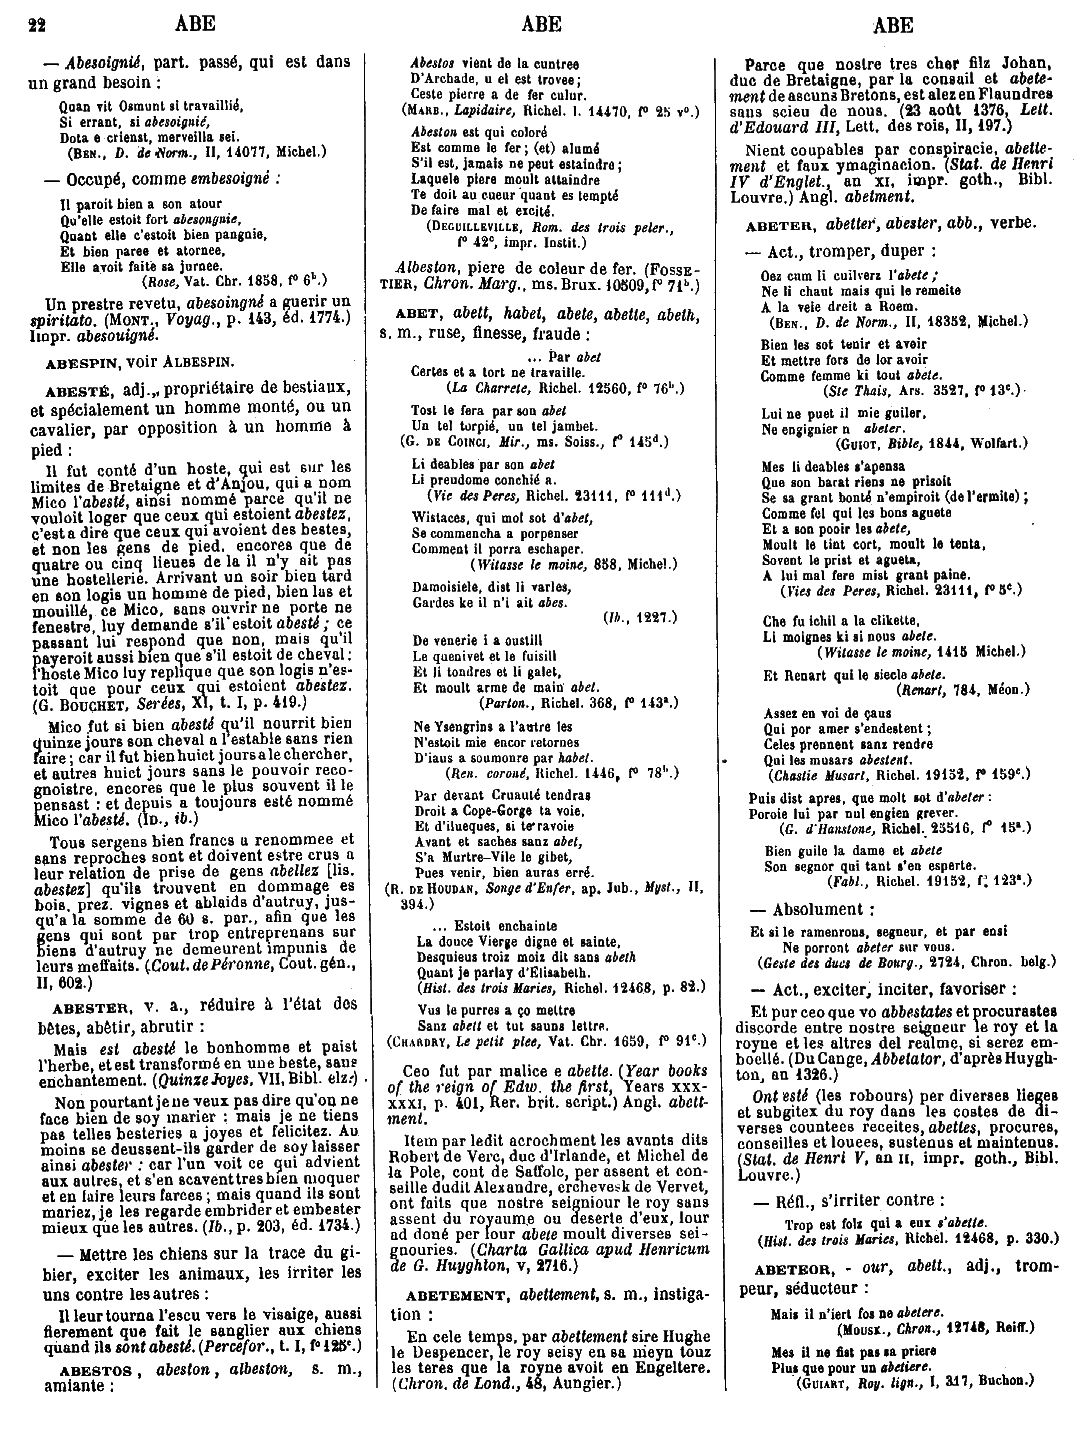 22 ABE ABE ABE
— Abesoignié, part. passé, qui est dans
un grand besoin :
Quan vit Osmunt si travaillié,
Si errant, si abesoignié,
Dota e crienst, merveilla sei.
(BEN., D. de Norm., II, 14077, Michel.)
— Occupé, comme embesoigné :
Il paroit bien a son atour
Qu'elle estoit fort abesongnie,
Quant elle c'estoit bien pangnie,
Et bien paree et atornee,
Elle avoit faite sa jurnee.
(Rose, Vat. Chr. 1858, f° 6b.)
Un prestre revetu, abesoingné a guerir un
spiritato. (MONT., Voyag., p. 143, éd. 1774.)
Impr. abesouigné.
ABESPIN, voir ALBESPIN.
ABESTÉ, adj., propriétaire de bestiaux,
et spécialement un homme monté, ou un
cavalier, par opposition à un homme à
pied :
Il fut conté d'un hoste, qui est sur les
limites de Bretaigne et d'Anjou, qui a nom
Mico l'abesté, ainsi nommé parce qu'il ne
vouloit loger que ceux qui estoient abestez,
c'est a dire que ceux qui avoient des bestes,
et non les gens de pied, encores que de
quatre ou cinq lieues de la il n'y ait pas
une hostellerie. Arrivant un soir bien tard
en son logis un homme de pied, bien las et
mouillé, ce Mico, sans ouvrir ne porte ne
fenestre, luy demande s'il estoit abesté ; ce
passant lui respond que non, mais qu'il
payeroit aussi bien que s'il estoit de cheval :
l'hoste Mico luy replique que son logis n'es-
toit que pour ceux qui estoient abestez.
(G. BOUCHET, Serées, XI, t. I, p. 419.)
Mico fut si bien abesté qu'il nourrit bien
quinze jours son cheval a l'estable sans rien
faire ; car il fut bien huict jours a le chercher,
et autres huict jours sans le pouvoir reco-
gnoistre, encores que le plus souvent il le
pensast : et depuis a toujours esté nommé
Mico l'abesté. (ID., ib.)
Tous sergens bien francs a renommee et
sans reproches sont et doivent estre crus a
leur relation de prise de gens abellez [lis.
abestez] qu'ils trouvent en dommage es
bois, prez, vignes et ablaids d'autruy, jus-
qu'a la somme de 60 s. par., afin que les
gens qui sont par trop entreprenans sur
biens d'autruy ne demeurent impunis de
leurs meffaits. (Cout. de Péronne, Cout. gén.,
II, 602.)
ABESTER, v. a., réduire à l'état des
bêtes, abêtir, abrutir :
Mais est abesté le bonhomme et paist
l'herbe, et est transformé en une beste, sans
enchantement. (Quinze Joyes, VII, Bibl. elz.)
Non pourtant je ne veux pas dire qu'on ne
face bien de soy marier : mais je ne tiens
pas telles besteries a joyes et felicitez. Au
moins se deussent-ils garder de soy laisser
ainsi abester : car l'un voit ce qui advient
aux autres, et s'en scavent tres bien moquer
et en faire leurs farces ; mais quand ils sont
mariez, je les regarde embrider et embester
mieux que les autres. (Ib., p. 203, éd. 1734.)
— Mettre les chiens sur la trace du gi-
bier, exciter les animaux, les irriter les
uns contre les autres :
Il leur tourna l'escu vers le visaige, aussi
fierement que fait le sanglier aux chiens
quand ils sont abestez. (Percefor., t. I, f° 125c.)
ABESTOS, abeston, albeston, s. m.,
amiante :
Abestos vient de la cuntree
D'Archade, u el est trovee ;
Ceste pierre a de fer culur.
(MARB., Lapidaire, Richel. l. 14470, f° 25 v°.)
Abeston est qui coloré
Est comme le fer ; (et) alumé
S'il est, jamais ne peut estaindre ;
Laquele piere moult attaindre
Te doit au cueur quant es tempté
De faire mal et excité.
(DEGUILLEVILLE, Rom. des trois peler.,
f° 42c, impr. Instit.)
Albeston, piere de coleur de fer. (FOSSE-
TIER, Chron. Marg., ms. Brux. 10509, f° 71b.)
ABET, abett, habet, abete, abette, abeth,
s. m., ruse, finesse, fraude :
... Par abet
Certes et a tort ne travaille.
(La Charrete, Richel. 12560, f° 76b.)
Tost le fera par son abet
Un tel torpié, un tel jambet.
(G. DE COINCI, Mir., ms. Soiss., f° 145d.)
Li deables par son abet
Li preudome conchié a.
(Vie des Peres, Richel. 23111, f° 111d.)
Wistaces, qui mot sot d'abet,
Se commencha a porpenser
Comment il porra eschaper.
(Witasse le moine, 858, Michel.)
Damoisiele, dist li varles,
Gardes ke il n'i ait abes.
(Ib., 1227.)
De venerie i a oustill
Le quenivet et le fuisill
Et li tondres et li galet,
Et moult arme de main abet.
(Parton., Richel. 368, f° 143a.)
Ne Ysengrins a l'autre les
N'estoit mie encor retornes
D'iaus a soumonre par habet.
(Ren. coroné, Richel. 1446, f° 78b.)
Par devant Cruauté tendras
Droit a Cope-Gorge ta voie,
Et d'ilueques, si te ravoie
Avant et saches sanz abet,
S'a Murtre-Vile le gibet,
Pues venir, bien auras erré.
(R. DE HOUDAN, Songe d'Enfer, ap. Jub., Myst., II,
394.)
... Estoit enchainte
La douce Vierge digne et sainte,
Desquieus troiz moiz dit sans abeth
Quant je parlay d'Élisabeth.
(Hist. des trois Maries, Richel. 12468, p. 82.)
Vus le purres a ço mettre
Sanz abett et tut sauns lettre.
(CHARDRY, Le petit plee, Vat. Chr. 1659, f° 91c.)
Ceo fut par malice e abette. (Year books
of the reign of Edw. the first, Years XXX-
XXXI, p. 401, Rer. brit. script.) Angl. abett-
ment.
Item par ledit acrochment les avants dits
Robert de Verc, duc d'Irlande, et Michel de
la Pole, cout de Saffolc, per assent et con-
seille dudit Alexandre, erchevesk de Vervet,
ont faits que nostre seigniour le roy sans
assent du royaume ou deserte d'eux, lour
ad doné per lour abete moult diverses sei-
gnouries. (Charta Gallica apud Henricum
de G. Huyghton, v, 2716.)
ABETEMENT, abettement, s. m., instiga-
tion :
En cele temps, par abettement sire Hughe
le Despencer, le roy seisy en sa meyn touz
les teres que la royne avoit en Engeltere.
(Chron. de Lond., 48, Aungier.)
Parce que nostre tres cher filz Johan,
duc de Bretaigne, par la consail et abete-
ment de ascuns Bretons, est alez en Flaundres
sans scieu de nous. (23 août 1376, Lett.
d'Edouard III, Lett. des rois, II, 197.)
Nient coupables par conspiracie, abette-
ment et faux ymaginacion. (Stat. de Henri
IV d'Englet., an XI, impr. goth., Bibl.
Louvre.) Angl. abetment.
ABETER, abetter, abester, abb., verbe.
— Act., tromper, duper :
Oez cum li cuilverz l'abete ;
Ne li chaut mais qui le remeite
A la veie dreit a Roem.
(BEN., D. de Norm., II, 18352, Michel.)
Bien les sot tenir et avoir
Et mettre fors de lor avoir
Comme femme ki tout abete.
(Ste Thais, Ars. 3527, f° 13c.)
Lui ne puet il mie guiler,
Ne engignier n abeter.
(GUIOT, Bible, 1844, Wolfart.)
Mes li deables s'apensa
Que son barat riens ne prisoit
Se sa grant bonté n'empiroit (de l'ermite) ;
Comme fel qui les bons aguete
Et a son pooir les abete,
Moult le tint cort, moult le tenta,
Sovent le prist et agueta,
A lui mal fere mist grant paine.
(Vies des Peres, Richel. 23111, f° 5c.)
Che fu ichil a la clikette,
Li moignes ki si nous abete.
(Witasse le moine, 1415 Michel.)
Et Renart qui le siecle abete.
(Renart, 784, Méon.)
Assez en voi de çaus
Qui por amer s'endestent ;
Celes prennent sanz rendre
Qui les musars abestent.
(Chastie Musart, Richel. 19152, f° 159c.)
Puis dist apres, que molt sot d'abeter :
Poroie lui par nul engien grever.
(G. d'Hanstone, Richel. 25516, f° 15a.)
Bien guile la dame et abete
Son segnor qui tant s'en esperte.
(Fabl., Richel. 19152, f° 123a.)
— Absolument :
Et si le ramenrons, segneur, et par ensi
Ne porront abeter sur vous.
(Geste des ducs de Bourg., 2724, Chron. belg.)
— Act., exciter, inciter, favoriser :
Et pur ceo que vo abbestates et procurastes
discorde entre nostre seigneur le roy et la
royne et les altres del realme, si serez em-
boellé. (Du Cange, Abbetator, d'après Huygh-
ton, an 1326.)
Ont esté (les robours) per diverses lieges
et subgitex du roy dans les costes de di-
verses countees receites, abettes, procures,
conseilles et louees, sustenus et maintenus.
(Stat. de Henri V, an II, impr. goth., Bibl.
Louvre.)
— Réfl., s'irriter contre :
Trop est folz qui a eux s'abette.
(Hist. des trois Maries, Richel. 12468, p. 330.)
ABETEOR, - our, abett., adj., trom-
peur, séducteur :
Mais il n'iert fos ne abetere.
(MOUSK., Chron., 12748, Reiff.)
Mes il ne fist pas sa priere
Plus que pour un abetiere.
(GUIART, Roy. lign., I, 317, Buchon.)